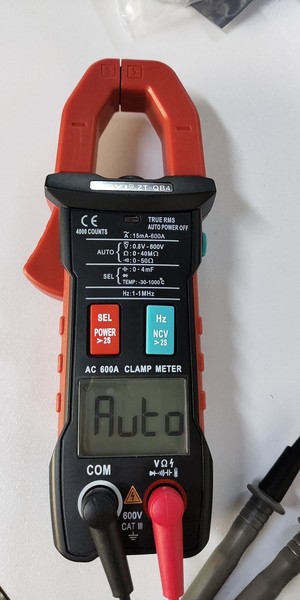 ZT-QB4
CE
4000 COUNTS
TRUE RMS
AUTO POWER OFF
A:15mA-600A
AUTO
V:0.8V-600V
Ω:0-40MΩ
0-50Ω
SEL
:0-4mF
TEMP:-30-1000°C
Hz:1-1MHz
SEL
POWER
>2S
Hz
NCV
>2S
AC 600A CLAMP METER
Auto
COM
VΩ
600V
CAT III